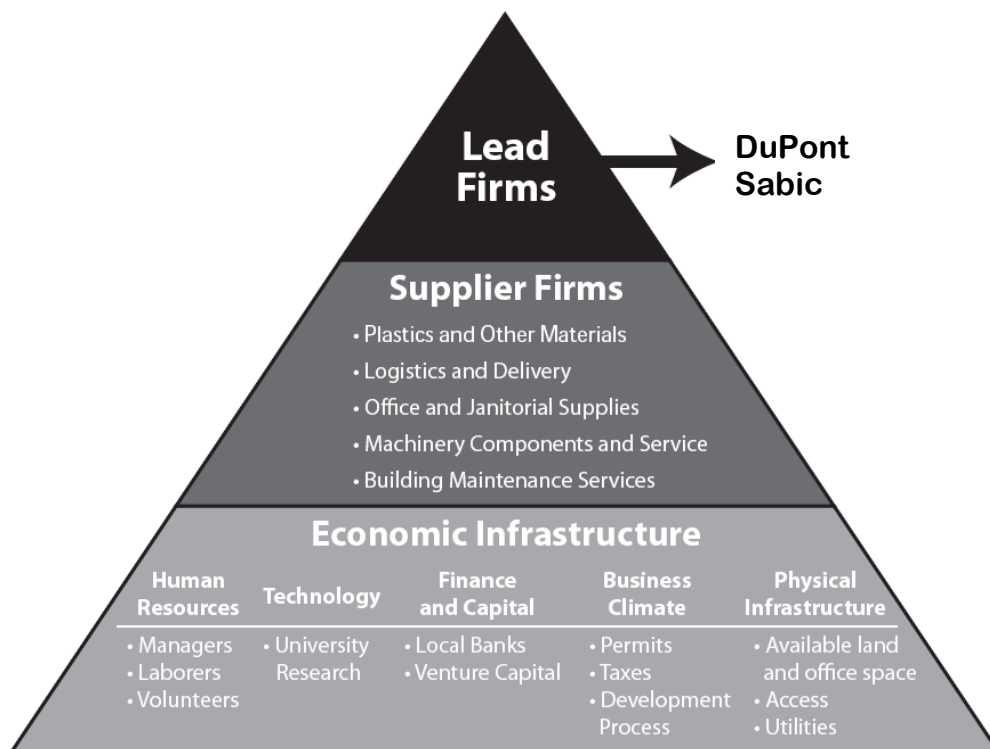 Lead
Firms
DuPont
Sabic
Supplier Firms
• Plastics and Other Materials
• Logistics and Delivery
• Office and Janitorial Supplies
• Machinery Components and Service
• Building Maintenance Services
Economic Infrastructure
Human
Resources
• Managers
• Laborers
• Volunteers
Technology
• University
Research
Finance
and Capital
• Local Banks
• Venture Capital
Business
Climate
• Permits
• Taxes
• Development
Process
Physical
Infrastructure
• Available land
and office space
• Access
• Utilities